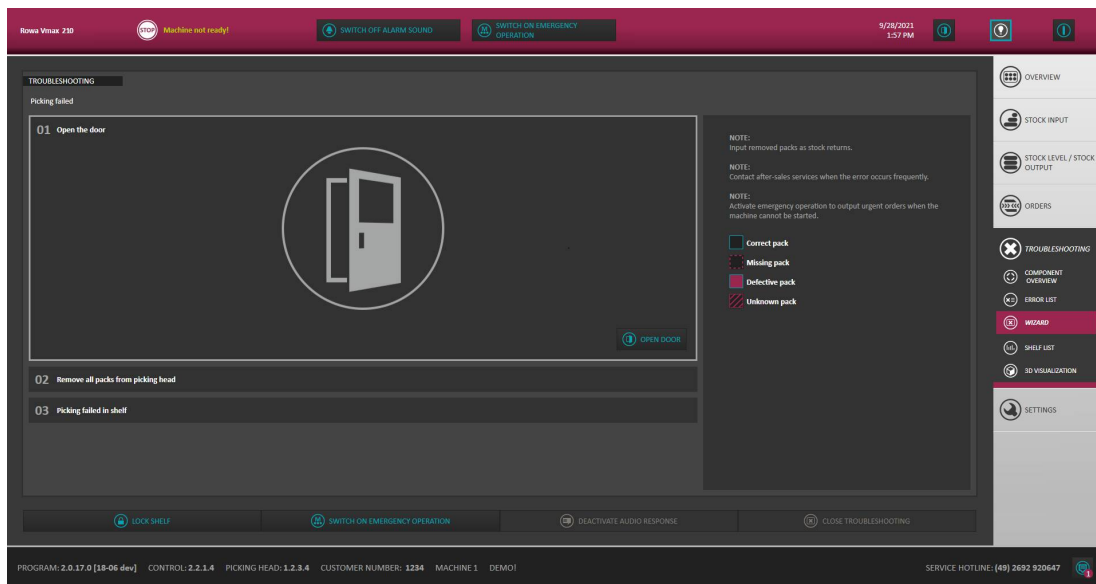 Rowa Vmax 210
STOP
Machine not ready!
SWITCH OFF ALARM SOUND
SWITCH ON EMERGENCY
OPERATION
9/28/2021
1:57 PM
TROUBLESHOOTING
Picking failed
01 Open the door
OPEN DOOR
02 Remove all packs from picking head
03 Picking failed in shelf
NOTE:
Input removed packs as stock returns.
NOTE:
Contact after-sales services when the error occurs frequently.
NOTE:
Activate emergency operation to output urgent orders when the
machine cannot be started.
Correct pack
Missing pack
Defective pack
Unknown pack
LOCK SHELF
SWITCH ON EMERGENCY OPERATION
DEACTIVATE AUDIO RESPONSE
CLOSE TROUBLESHOOTING
OVERVIEW
STOCK INPUT
STOCK LEVEL / STOCK
OUTPUT
ORDERS
TROUBLESHOOTING
COMPONENT
OVERVIEW
ERROR LIST
WIZARD
SHELF LIST
3D VISUALIZATION
SETTINGS
PROGRAM: 2.0.17.0 [18-06 dev] CONTROL: 2.2.1.4 PICKING HEAD: 1.2.3.4 CUSTOMER NUMBER: 1234 MACHINE 1 DEMO!
SERVICE HOTLINE: (49) 2692 920647
1